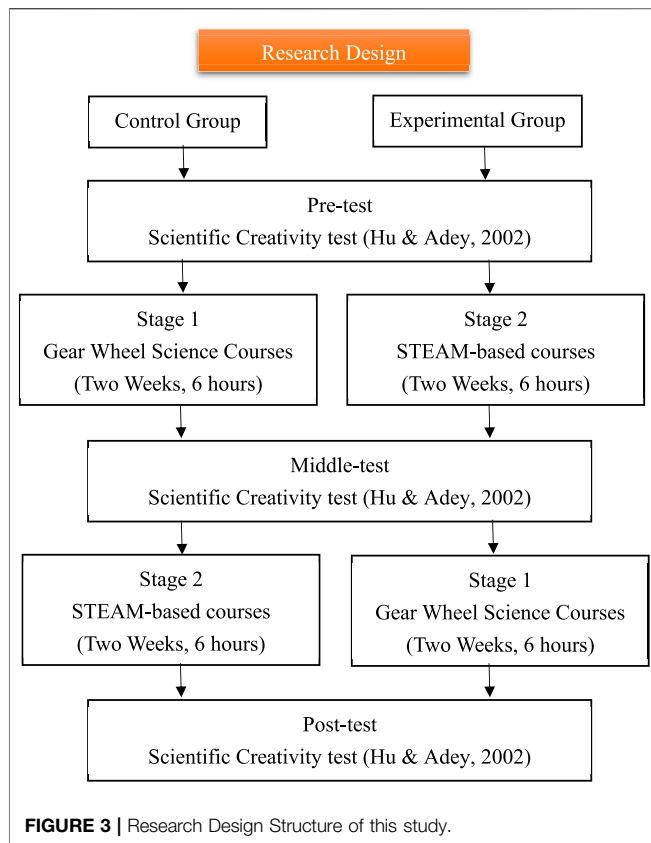 Research Design
Control Group
Experimental Group
Pre-test
Scientific Creativity test (Hu & Adey, 2002)
Stage 1
Gear Wheel Science Courses
(Two Weeks, 6 hours)
Stage 2
STEAM-based courses
(Two Weeks, 6 hours)
Middle-test
Scientific Creativity test (Hu & Adey, 2002)
Stage 2
STEAM-based courses
(Two Weeks, 6 hours)
Stage 1
Gear Wheel Science Courses
(Two Weeks, 6 hours)
Post-test
Scientific Creativity test (Hu & Adey, 2002)
FIGURE 3 | Research Design Structure of this study.